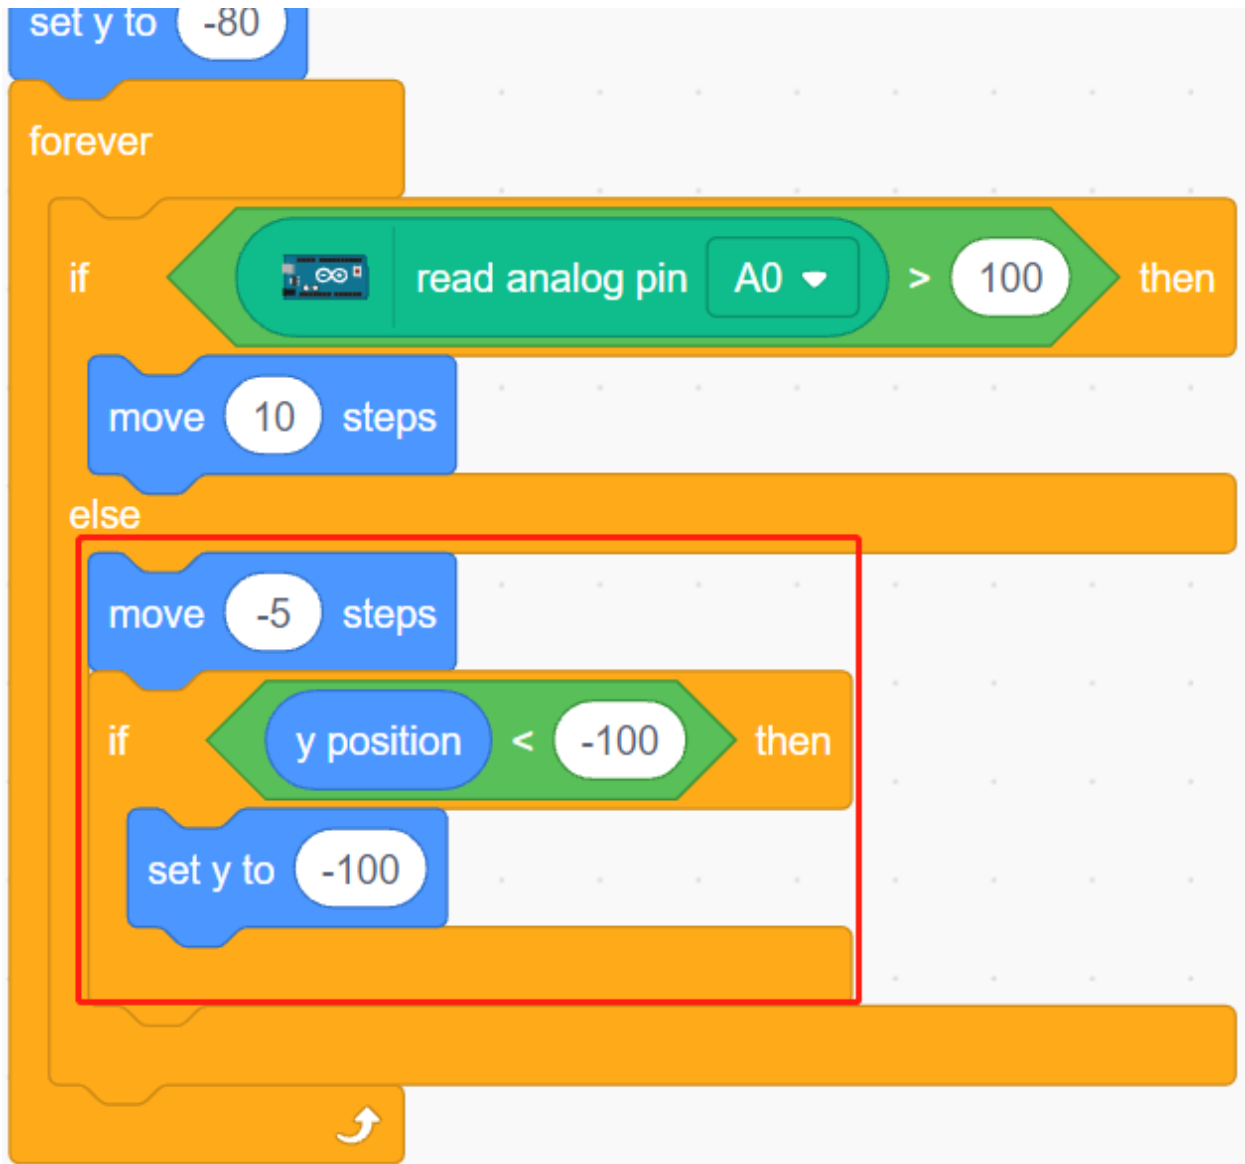 set y to -80
forever
if read analog pin A0 > 100 then
move 10 steps
else
move -5 steps
if y position < -100 then
set y to -100